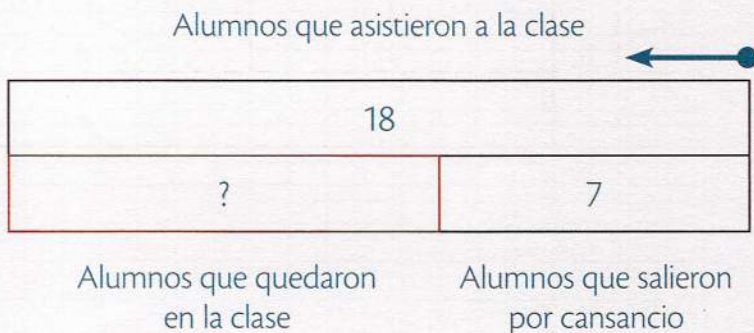 Alumnos que asistieron a la clase
18
? 7
Alumnos que quedaron
en la clase
Alumnos que salieron
por cansancio